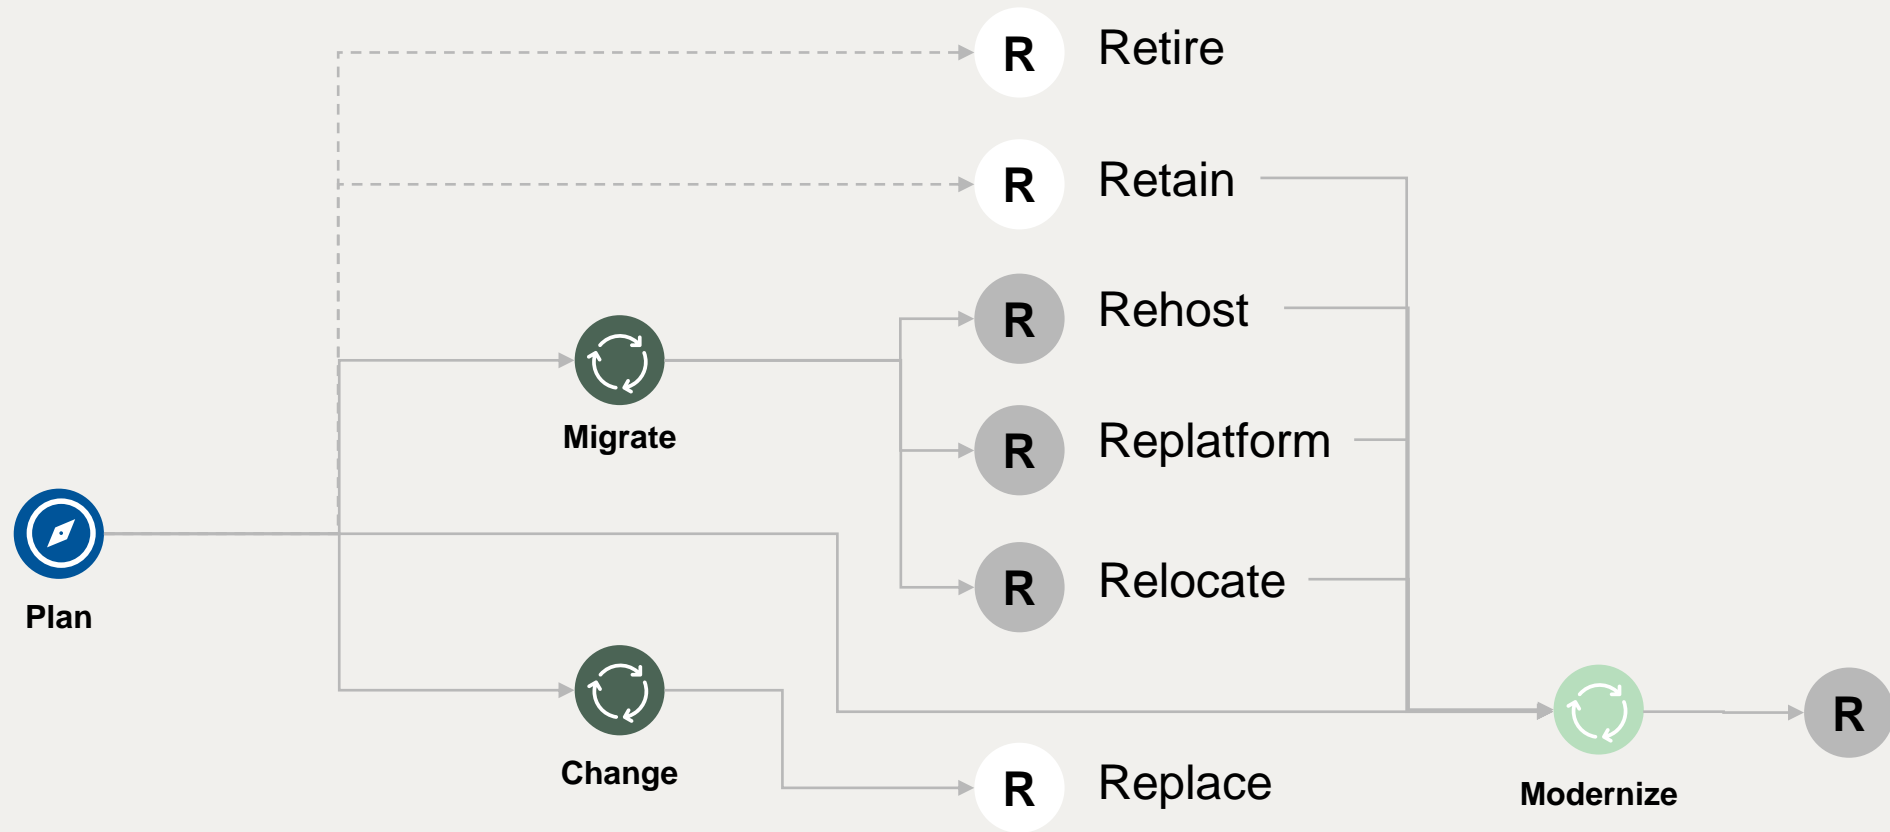 R Retire
R Retain
R Rehost
Migrate
R Replatform
R Relocate
Plan
R
Change
R Replace
Modernize